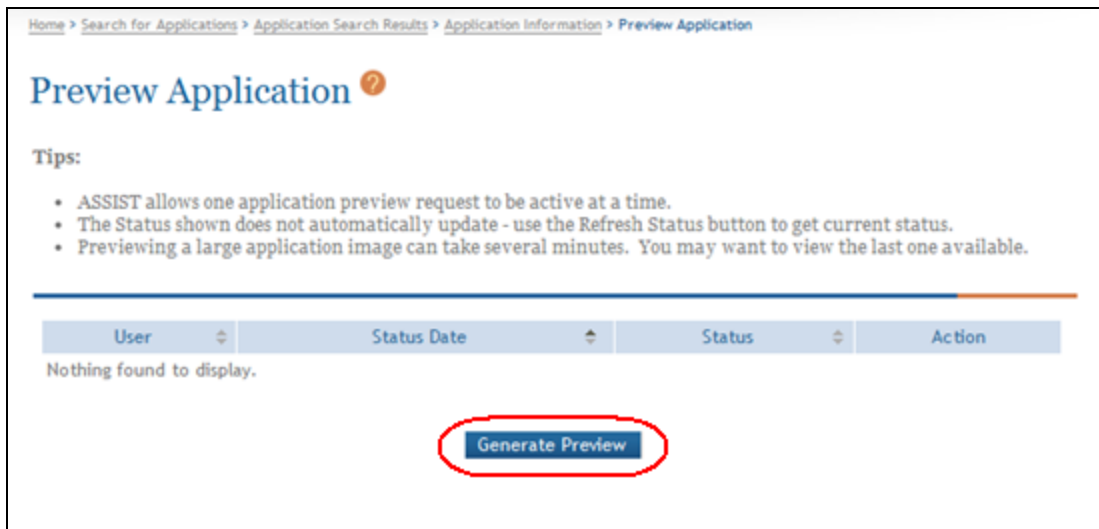 Home > Search for Applications > Application Search Results > Application Information > Preview Application
Preview Application ?
Tips:
• ASSIST allows one application preview request to be active at a time.
• The Status shown does not automatically update - use the Refresh Status button to get current status.
• Previewing a large application image can take several minutes. You may want to view the last one available.
User Status Date Status Action
Nothing found to display.
Generate Preview